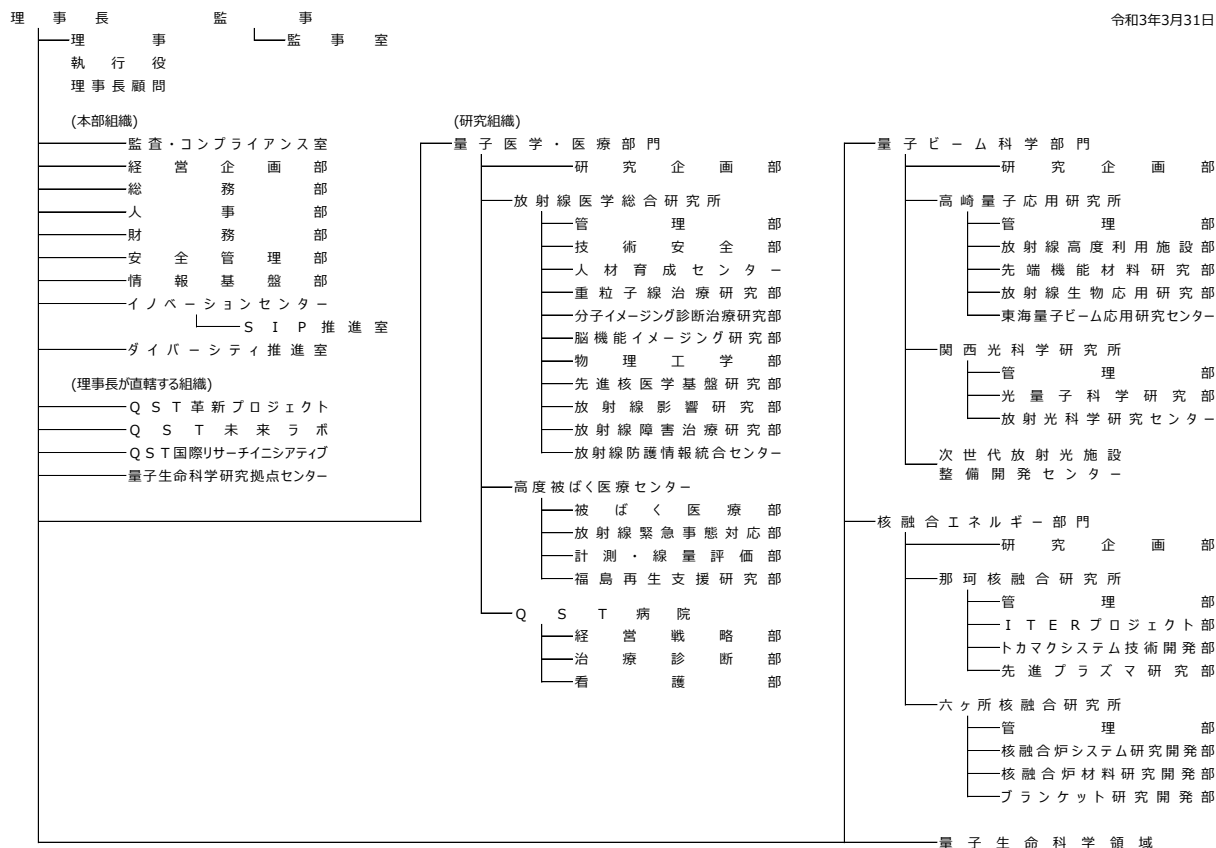 理事長 監事
令和3年3月31日
理事 監事室
執行役
理事長顧問
(本部組織)
監査・コンプライアンス室
経営企画部
総務部
人事部
財務部
安全管理部
情報基盤部
イノベーションセンター
SIP推進室
ダイバーシティ推進室
(理事長が直轄する組織)
QST革新プロジェクト
QST未来ラボ
QST国際リサーチイニシアティブ
量子生命科学研究拠点センター
(研究組織)
量子医学・医療部門
研究企画部
放射線医学総合研究所
管理部
技術安全部
人材育成センター
重粒子線治療研究部
分子イメージング診断治療研究部
脳機能イメージング研究部
物理工学部
先進核医学基盤研究部
放射線影響研究部
放射線障害治療研究部
放射線防護情報統合センター
高度被ばく医療センター
被ばく医療部
放射線緊急事態対応部
計測・線量評価部
福島再生支援研究部
QST病院
経営戦略部
治療診断部
看護部
量子ビーム科学部門
研究企画部
高崎量子応用研究所
管理部
放射線高度利用施設部
先端機能材料研究部
放射線生物応用研究部
東海量子ビーム応用研究センター
関西光科学研究所
管理部
光量子科学研究部
放射光科学研究センター
次世代放射光施設
整備開発センター
核融合エネルギー部門
研究企画部
那珂核融合研究所
管理部
ITERプロジェクト部
トカマクシステム技術開発部
先進プラズマ研究部
六ヶ所核融合研究所
管理部
核融合炉システム研究開発部
核融合炉材料研究開発部
ブランケット研究開発部
量子生命科学領域